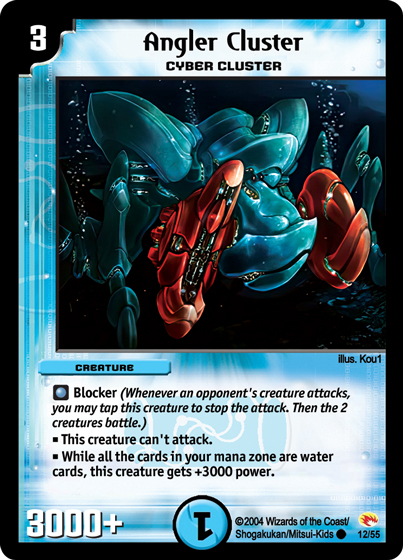 3
Angler Cluster
CYBER CLUSTER
illus. Kou1
CREATURE
Blocker (Whenever an opponent's creature attacks,
you may tap this creature to stop the attack. Then the 2
creatures battle.)
▪ This creature can't attack.
▪ While all the cards in your mana zone are water
cards, this creature gets +3000 power.
3000+
1
©2004 Wizards of the Coast/
Shogakukan/Mitsui-Kids ● 12/55